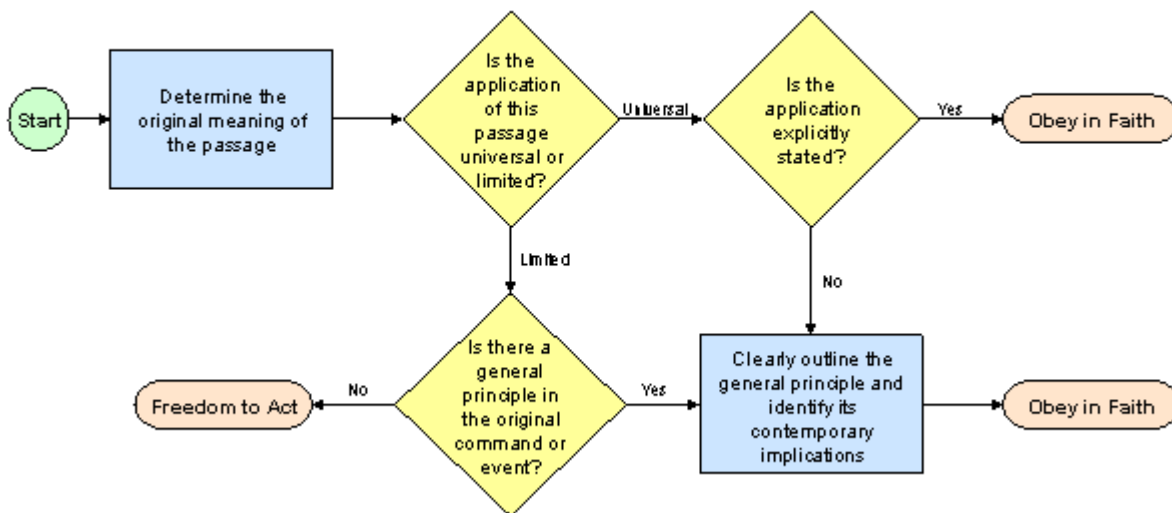 Start
Determine the
original meaning of
the passage
Is the
application
of this
passage
universal or
limited?
Universal
Is the
application
explicitly
stated?
Yes
Obey in Faith
Limited
No
Is there a
general
principle in
the original
command or
event?
No
Freedom to Act
Yes
Clearly outline the
general principle and
identify its
contemporary
implications
Obey in Faith